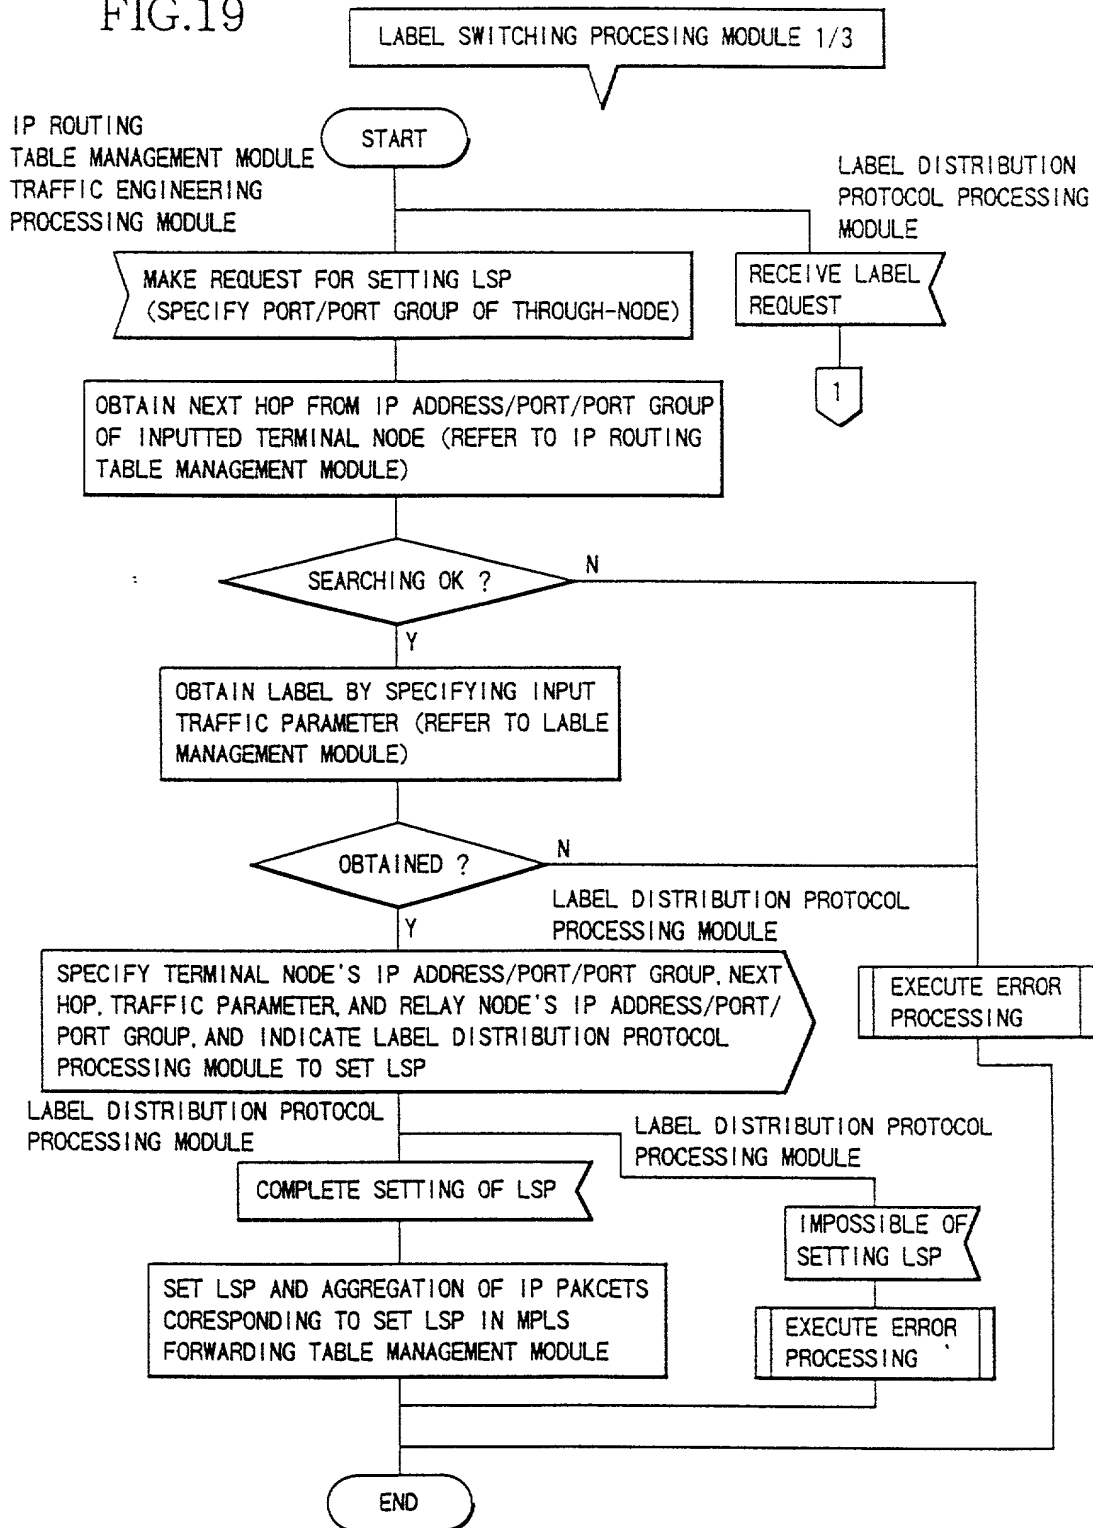 FIG.19
LABEL SWITCHING PROCESING MODULE 1/3
IP ROUTING
TABLE MANAGEMENT MODULE
TRAFFIC ENGINEERING
PROCESSING MODULE
START
LABEL DISTRIBUTION
PROTOCOL PROCESSING
MODULE
MAKE REQUEST FOR SETTING LSP
(SPECIFY PORT/PORT GROUP OF THROUGH-NODE)
RECEIVE LABEL
REQUEST
1
OBTAIN NEXT HOP FROM IP ADDRESS/PORT/PORT GROUP
OF INPUTTED TERMINAL NODE (REFER TO IP ROUTING
TABLE MANAGEMENT MODULE)
SEARCHING OK ?
N
Y
OBTAIN LABEL BY SPECIFYING INPUT
TRAFFIC PARAMETER (REFER TO LABLE
MANAGEMENT MODULE)
OBTAINED ?
N
Y
LABEL DISTRIBUTION PROTOCOL
PROCESSING MODULE
SPECIFY TERMINAL NODE'S IP ADDRESS/PORT/PORT GROUP, NEXT
HOP, TRAFFIC PARAMETER, AND RELAY NODE'S IP ADDRESS/PORT/
PORT GROUP, AND INDICATE LABEL DISTRIBUTION PROTOCOL
PROCESSING MODULE TO SET LSP
EXECUTE ERROR
PROCESSING
LABEL DISTRIBUTION PROTOCOL
PROCESSING MODULE
LABEL DISTRIBUTION PROTOCOL
PROCESSING MODULE
COMPLETE SETTING OF LSP
IMPOSSIBLE OF
SETTING LSP
SET LSP AND AGGREGATION OF IP PAKCETS
CORESPONDING TO SET LSP IN MPLS
FORWARDING TABLE MANAGEMENT MODULE
EXECUTE ERROR
PROCESSING
END